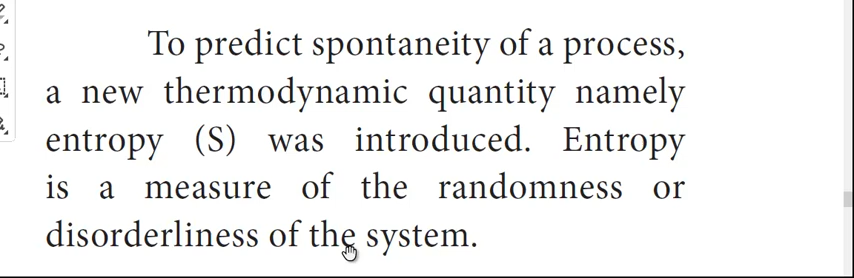 To predict spontaneity of a process,
a new thermodynamic quantity namely
entropy (S) was introduced. Entropy
is a measure of the randomness or
disorderliness of the system.